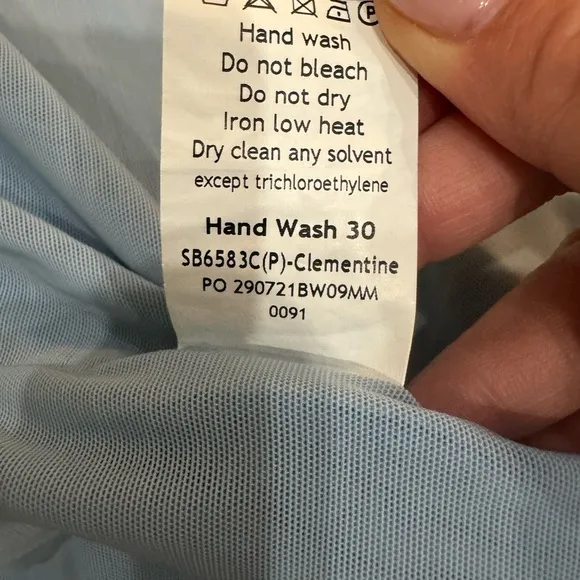 P
Hand wash
Do not bleach
Do not dry
Iron low heat
Dry clean any solvent
except trichloroethylene
Hand Wash 30
SB6583C(P)-Clementine
PO 290721BW09MM
0091